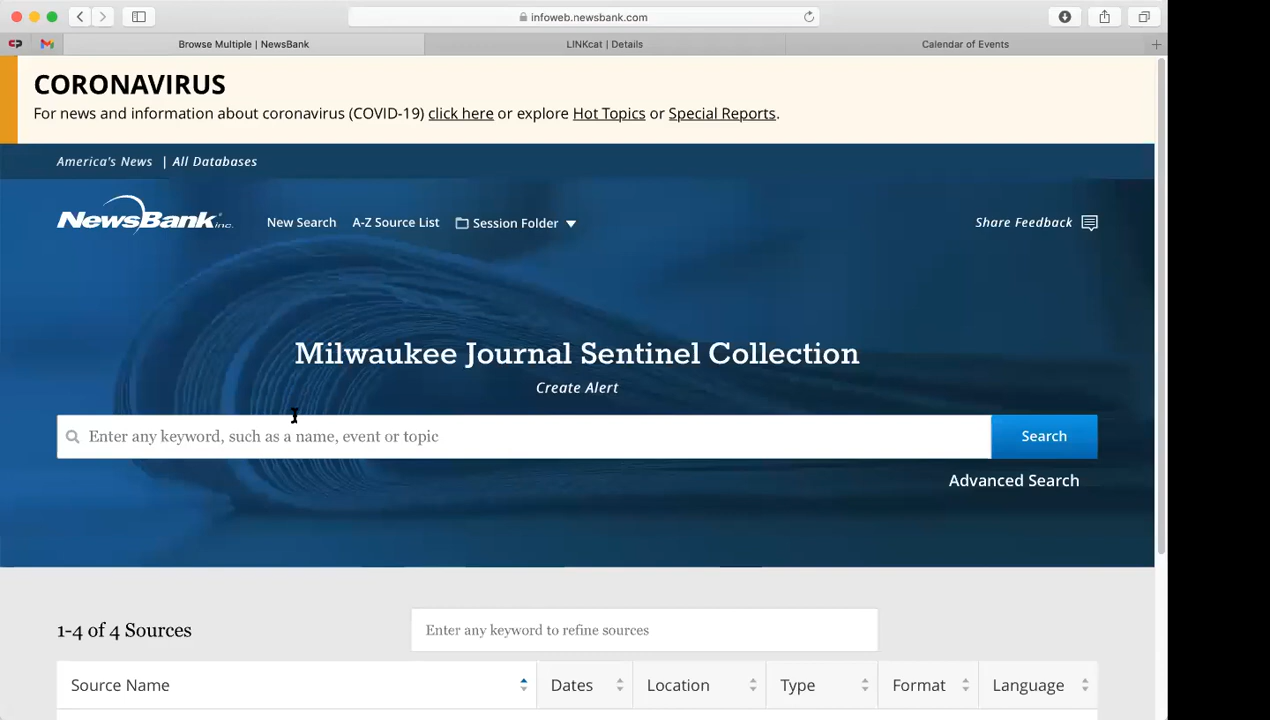 infoweb.newsbank.com
Browse Multiple | NewsBank
LINKcat | Details
Calendar of Events
CORONAVIRUS
For news and information about coronavirus (COVID-19) click here or explore Hot Topics or Special Reports.
America's News | All Databases
NewsBank inc.
New Search
A-Z Source List
Session Folder
Share Feedback
Milwaukee Journal Sentinel Collection
Create Alert
Enter any keyword, such as a name, event or topic
Search
Advanced Search
1-4 of 4 Sources
Enter any keyword to refine sources
Source Name
Dates
Location
Type
Format
Language